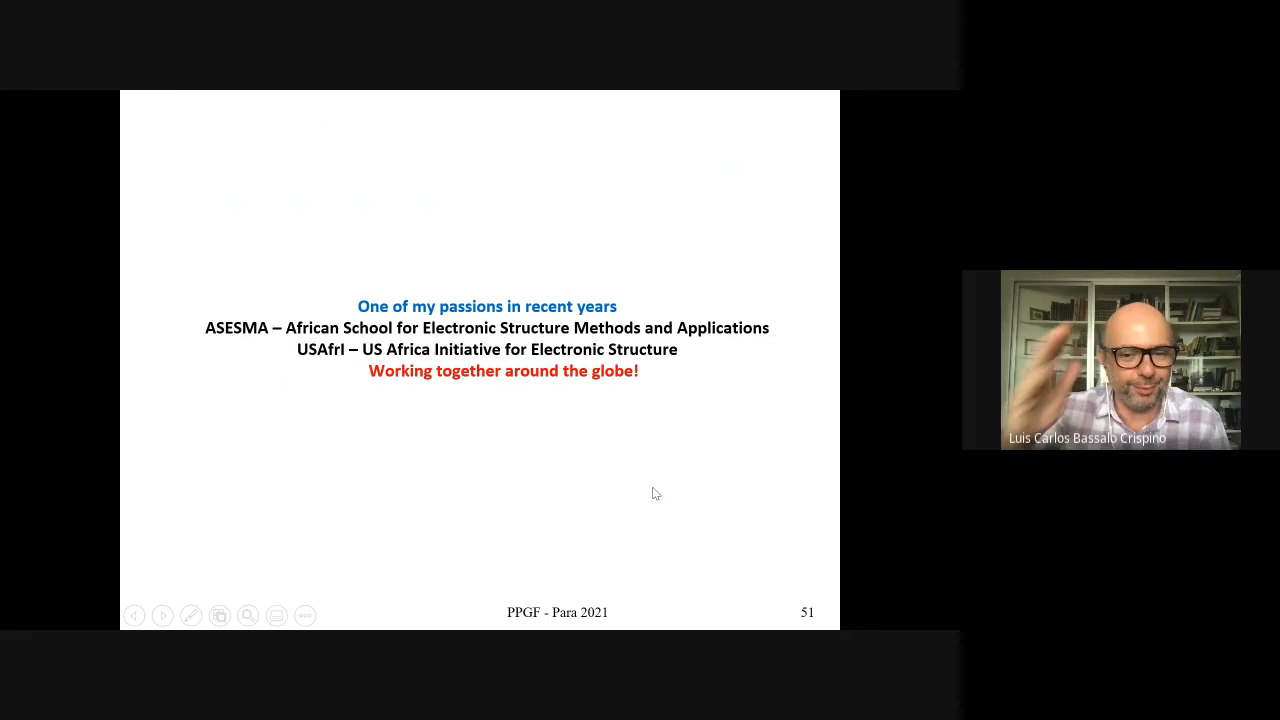 One of my passions in recent years
ASESMA – African School for Electronic Structure Methods and Applications
USAfrI – US Africa Initiative for Electronic Structure
Working together around the globe!
Luis Carlos Bassalo Crispino
PPGF - Para 2021
51